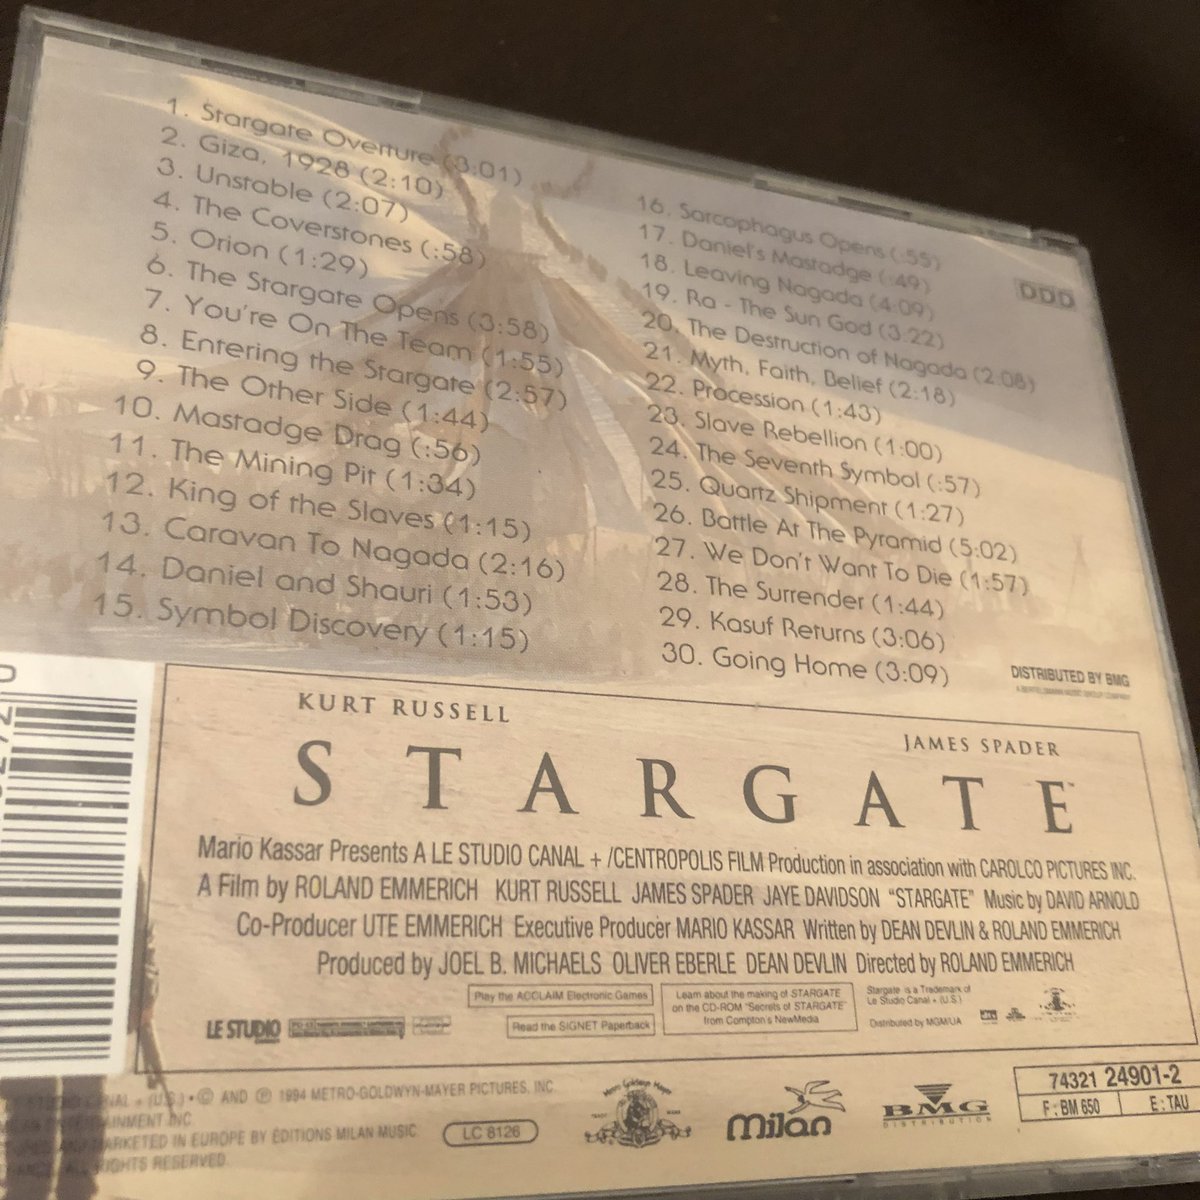 1. Stargate Overture (3:01)
2. Giza, 1928 (2:10)
3. Unstable (2:07)
4. The Coverstones (:58)
5. Orion (1:29)
6. The Stargate Opens (3:58)
7. You're On The Team (1:55)
8. Entering the Stargate (2:57)
9. The Other Side (1:44)
10. Mastadge Drag (:56)
11. The Mining Pit (1:34)
12. King of the Slaves (1:15)
13. Caravan To Nagada (2:16)
14. Daniel and Shauri (1:53)
15. Symbol Discovery (1:15)
16. Sarcophagus Opens (:55)
17. Daniel's Mastadge (:49)
18. Leaving Nagada (4:09)
19. Ra - The Sun God (3.22)
20. The Destruction of Nagada (2:08)
21. Myth, Faith, Belief (2:18)
22. Procession (1:43)
23. Slave Rebellion (1:00)
24. The Seventh Symbol (:57)
25. Quartz Shipment (1:27)
26. Battle At The Pyramid (5:02)
27. We Don't Want To Die (1:57)
28. The Surrender (1:44)
29. Kasuf Returns (3:06)
30. Going Home (3:09)
DDD
DISTRIBUTED BY BMG
A BERTELSMANN MUSIC GROUP COMPANY
KURT RUSSELL
JAMES SPADER
STARGATE™
Mario Kassar Presents A LE STUDIO CANAL + /CENTROPOLIS FILM Production in association with CAROLCO PICTURES INC.
A Film by ROLAND EMMERICH KURT RUSSELL JAMES SPADER JAYE DAVIDSON "STARGATE" Music by DAVID ARNOLD
Co-Producer UTE EMMERICH Executive Producer MARIO KASSAR Written by DEAN DEVLIN & ROLAND EMMERICH
Produced by JOEL B. MICHAELS OLIVER EBERLE DEAN DEVLIN Directed by ROLAND EMMERICH
LE STUDIO
Play the ACCLAIM Electronic Games
Read the SIGNET Paperback
Learn about the making of STARGATE
on the CD-ROM "Secrets of STARGATE"
from Compton's NewMedia
Stargate is a Trademark of
Le Studio Canal + (U.S.)
Distributed by MGM/UA
dts
STUDIO CANAL + (U.S.) • © AND ℗ 1994 METRO-GOLDWYN-MAYER PICTURES, INC
ENTERTAINMENT INC
MARKETED IN EUROPE BY ÉDITIONS MILAN MUSIC
ALL RIGHTS RESERVED.
LC 8126
milan
BMG
DISTRIBUTION
74321 24901-2
F : BM 650
E : TAU